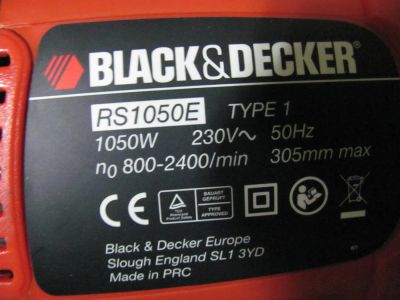 BLACK&DECKER
RS1050E TYPE 1
1050W 230V~ 50Hz
n0 800-2400/min 305mm max
CE
BAUART GEPRÜFT
TYPE APPROVED
Black & Decker Europe
Slough England SL1 3YD
Made in PRC